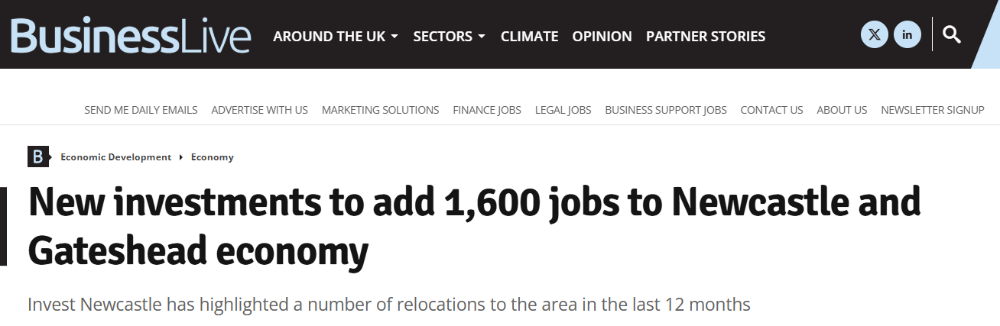 BusinessLive AROUND THE UK SECTORS CLIMATE OPINION PARTNER STORIES X in
SEND ME DAILY EMAILS ADVERTISE WITH US MARKETING SOLUTIONS FINANCE JOBS LEGAL JOBS BUSINESS SUPPORT JOBS CONTACT US ABOUT US NEWSLETTER SIGNUP
B Economic Development Economy
New investments to add 1,600 jobs to Newcastle and
Gateshead economy
Invest Newcastle has highlighted a number of relocations to the area in the last 12 months